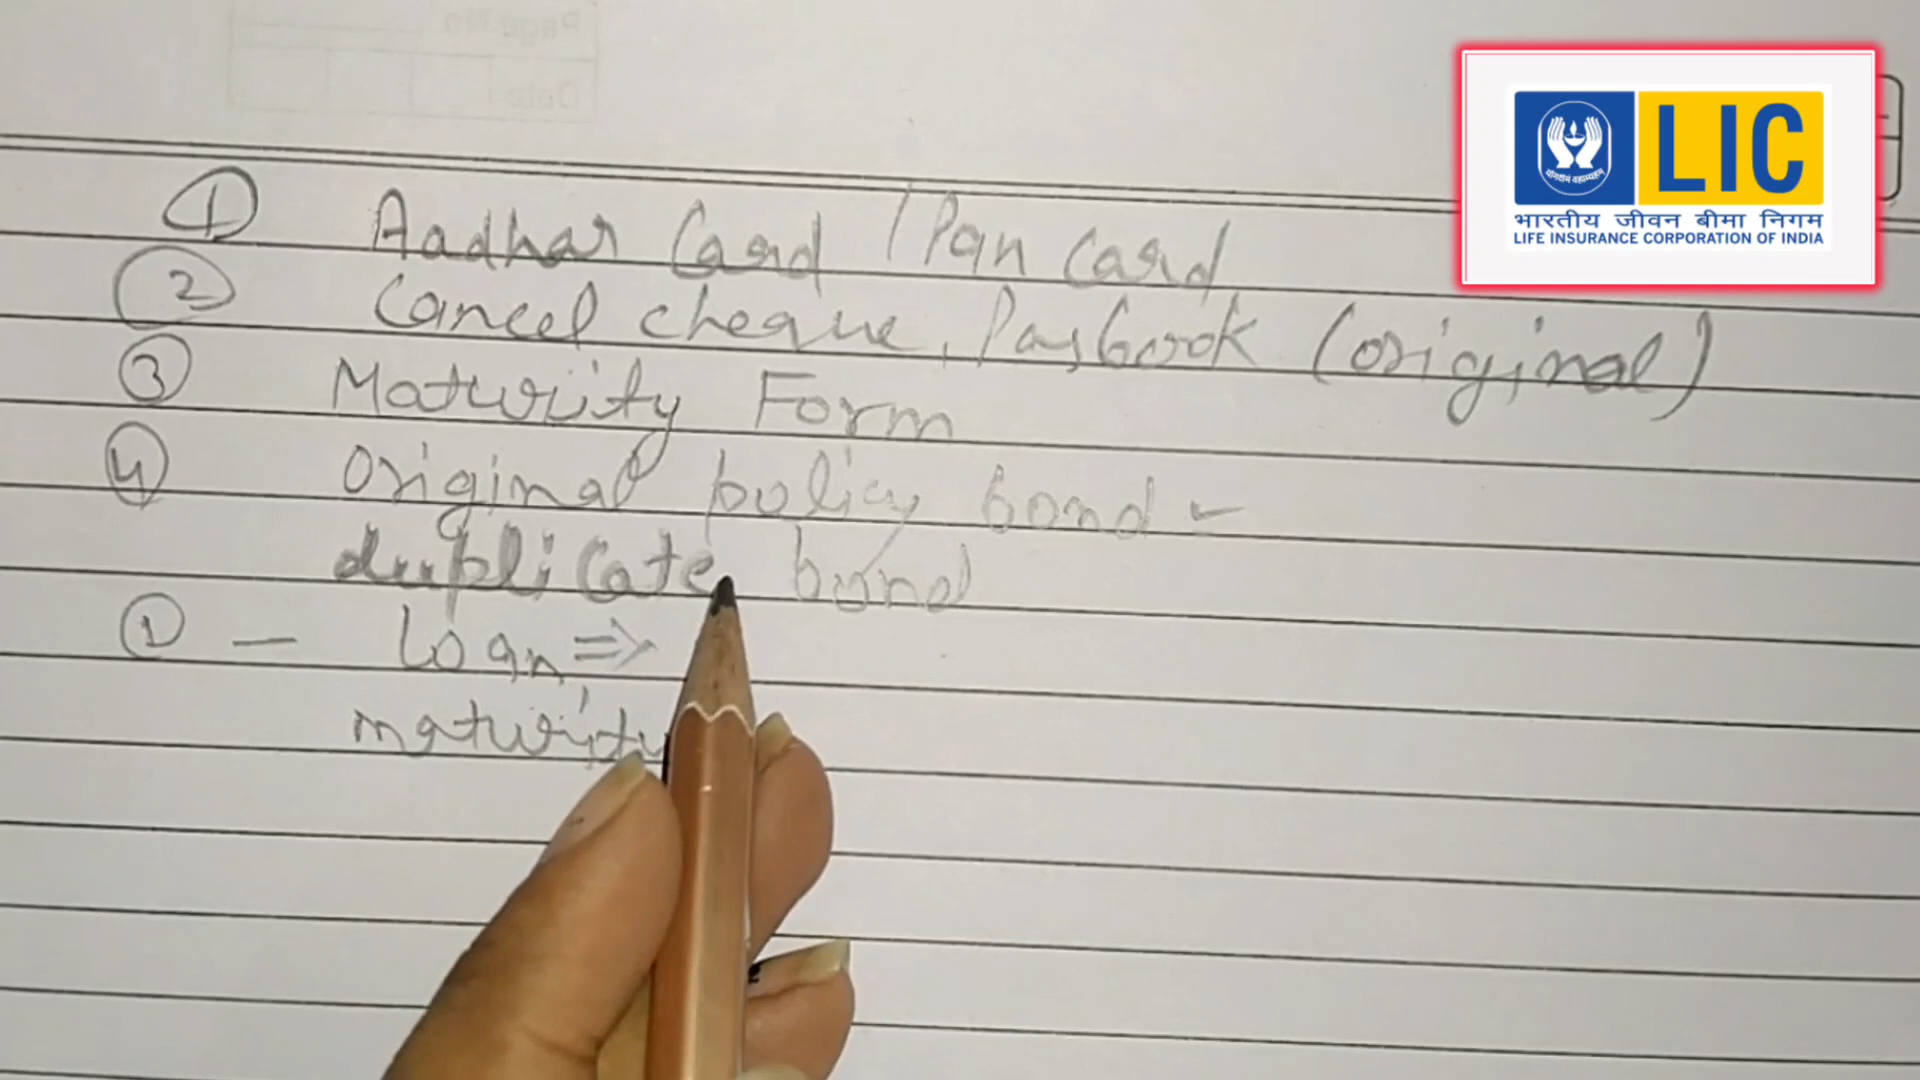 ① Aadhar Card / Pan Card
② Cancel cheque, Pasbook (original)
③ Maturity Form
④ Original policy bond -
duplicate bond
① - Loan =>
maturity
LIC
भारतीय जीवन बीमा निगम
LIFE INSURANCE CORPORATION OF INDIA